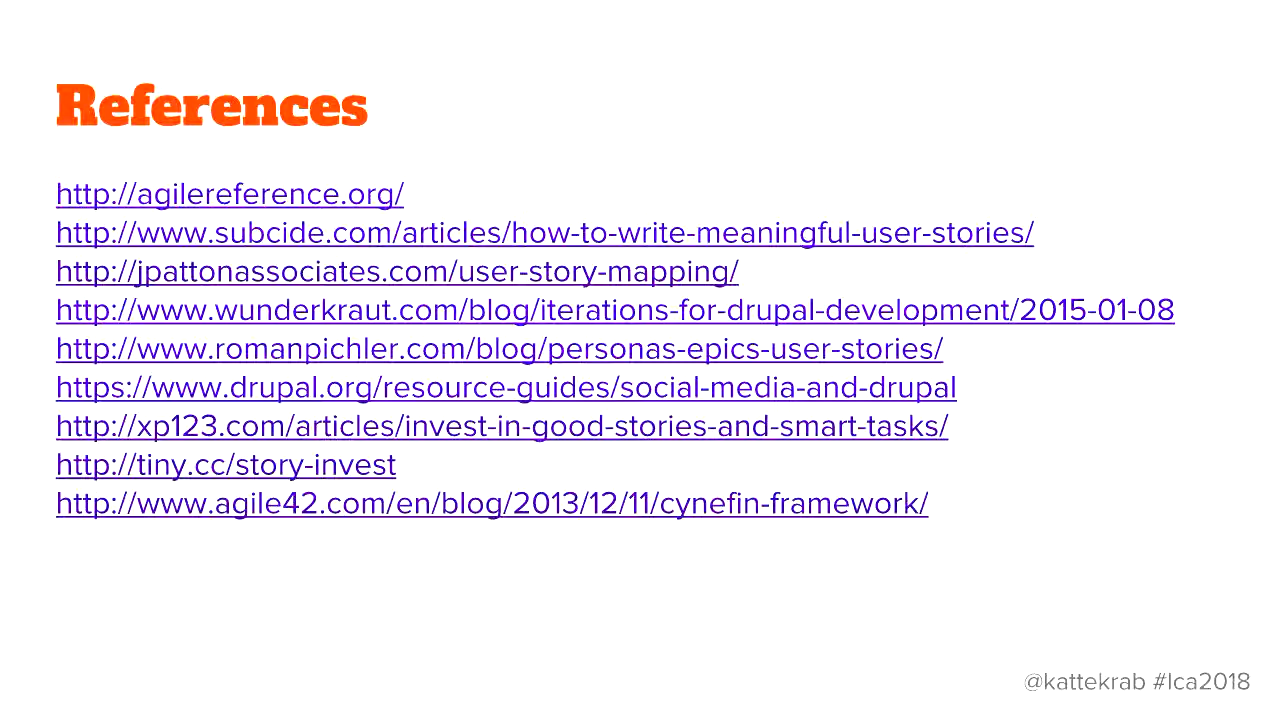 References
http://agilereference.org/
http://www.subcide.com/articles/how-to-write-meaningful-user-stories/
http://jpattonassociates.com/user-story-mapping/
http://www.wunderkraut.com/blog/iterations-for-drupal-development/2015-01-08
http://www.romanpichler.com/blog/personas-epics-user-stories/
https://www.drupal.org/resource-guides/social-media-and-drupal
http://xp123.com/articles/invest-in-good-stories-and-smart-tasks/
http://tiny.cc/story-invest
http://www.agile42.com/en/blog/2013/12/11/cynefin-framework/
@kattekrab #lca2018